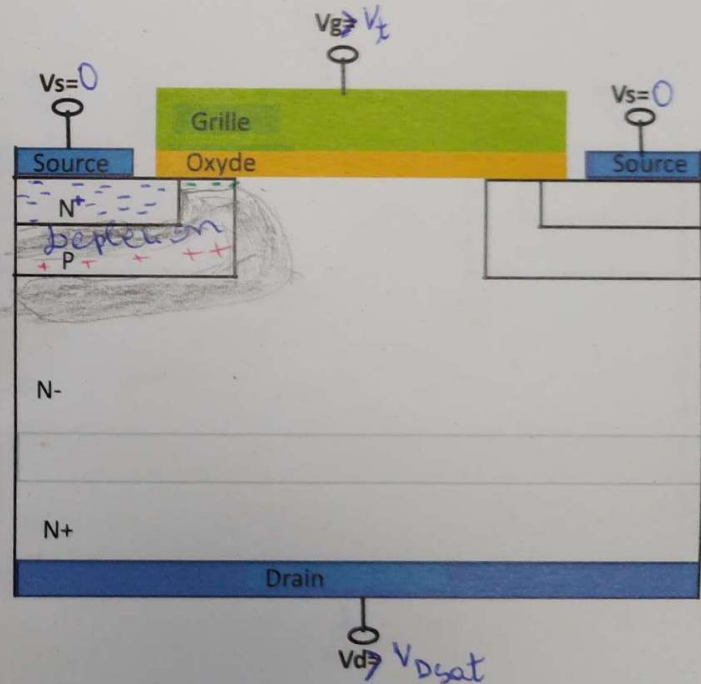 Vg⩾ Vt
Vs=0
Vs=0
Grille
Source
Oxyde
Source
N+
Depletion
P
N-
N+
Drain
Vd⩾ VDsat